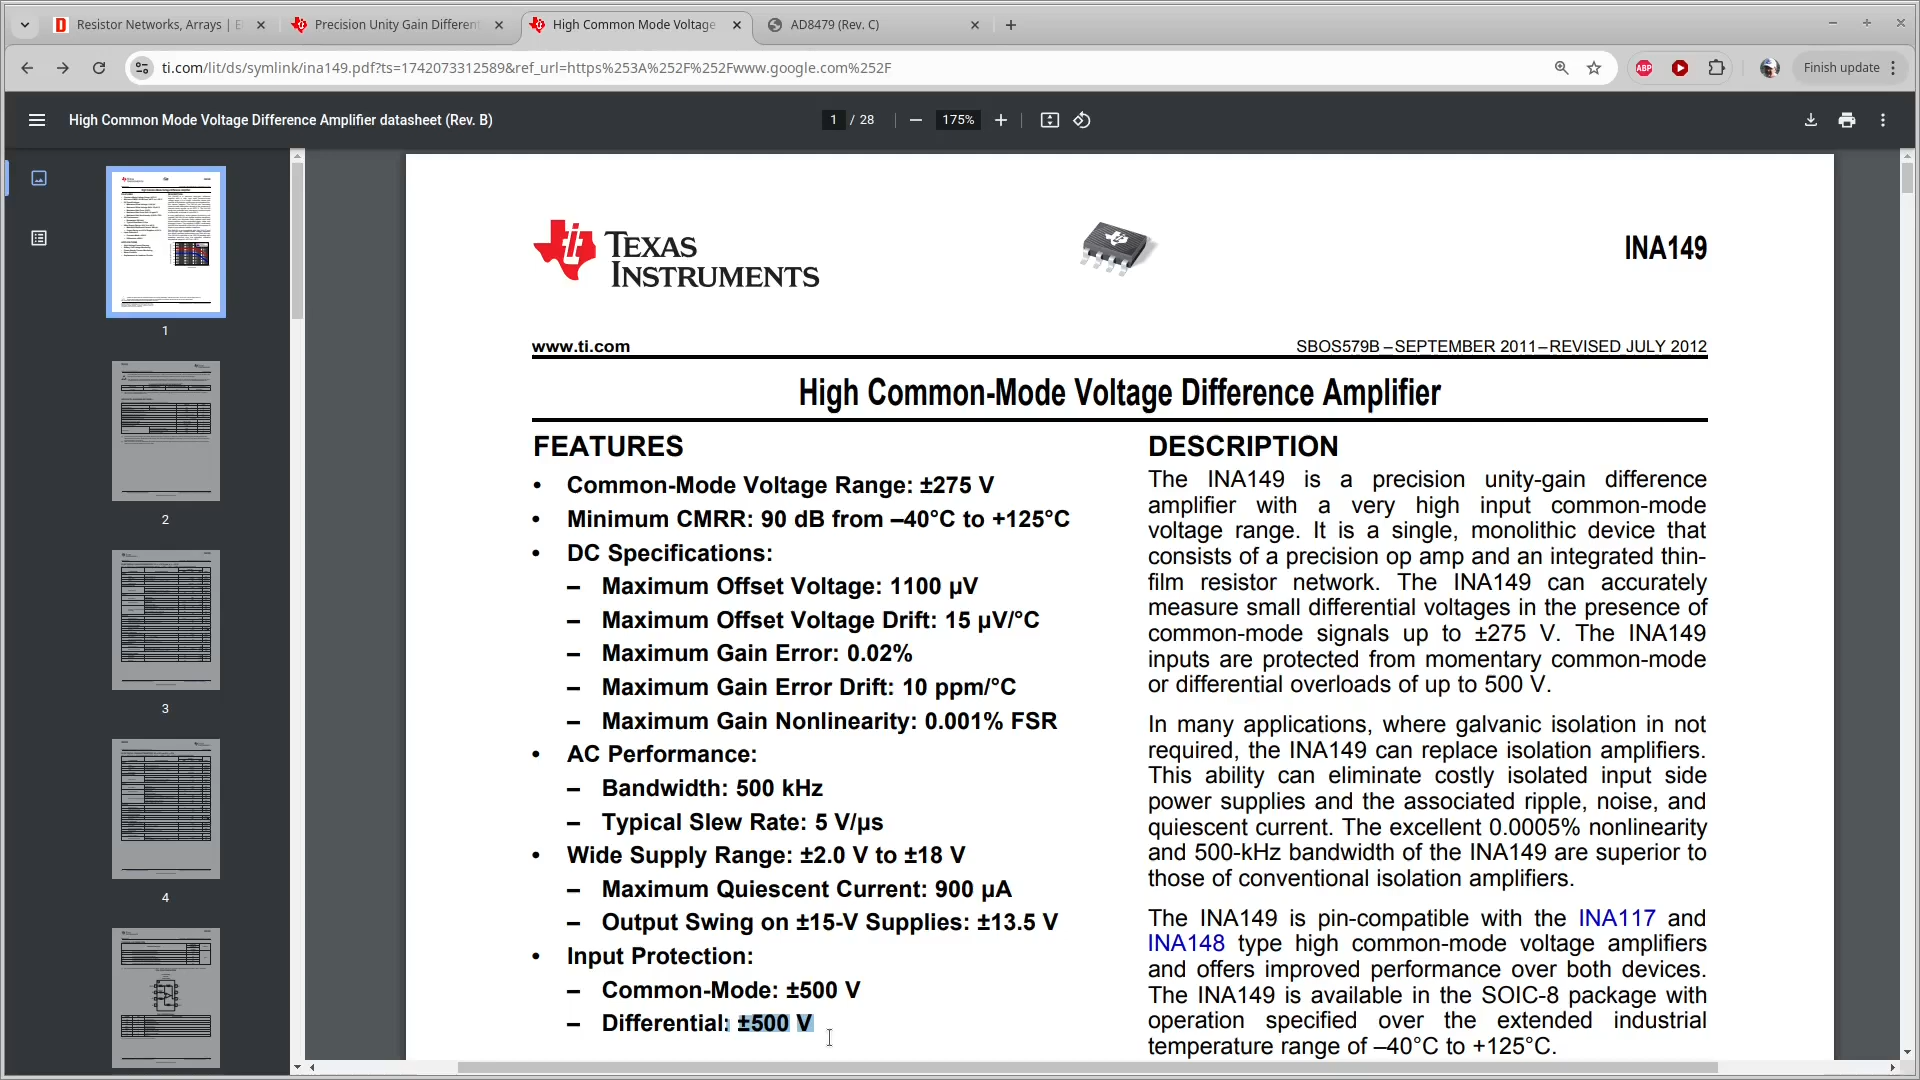 Resistor Networks, Arrays | E
Precision Unity Gain Different
High Common Mode Voltage
AD8479 (Rev. C)
ti.com/lit/ds/symlink/ina149.pdf?ts=1742073312589&ref_url=https%253A%252F%252Fwww.google.com%252F
ABP
Finish update
High Common Mode Voltage Difference Amplifier datasheet (Rev. B)
1 / 28
175%
1
2
3
4
TEXAS
INSTRUMENTS
INA149
www.ti.com
SBOS579B –SEPTEMBER 2011–REVISED JULY 2012
High Common-Mode Voltage Difference Amplifier
FEATURES
• Common-Mode Voltage Range: ±275 V
• Minimum CMRR: 90 dB from –40°C to +125°C
• DC Specifications:
– Maximum Offset Voltage: 1100 µV
– Maximum Offset Voltage Drift: 15 µV/°C
– Maximum Gain Error: 0.02%
– Maximum Gain Error Drift: 10 ppm/°C
– Maximum Gain Nonlinearity: 0.001% FSR
• AC Performance:
– Bandwidth: 500 kHz
– Typical Slew Rate: 5 V/µs
• Wide Supply Range: ±2.0 V to ±18 V
– Maximum Quiescent Current: 900 µA
– Output Swing on ±15-V Supplies: ±13.5 V
• Input Protection:
– Common-Mode: ±500 V
– Differential: ±500 V
DESCRIPTION
The INA149 is a precision unity-gain difference
amplifier with a very high input common-mode
voltage range. It is a single, monolithic device that
consists of a precision op amp and an integrated thin-
film resistor network. The INA149 can accurately
measure small differential voltages in the presence of
common-mode signals up to ±275 V. The INA149
inputs are protected from momentary common-mode
or differential overloads of up to 500 V.
In many applications, where galvanic isolation in not
required, the INA149 can replace isolation amplifiers.
This ability can eliminate costly isolated input side
power supplies and the associated ripple, noise, and
quiescent current. The excellent 0.0005% nonlinearity
and 500-kHz bandwidth of the INA149 are superior to
those of conventional isolation amplifiers.
The INA149 is pin-compatible with the INA117 and
INA148 type high common-mode voltage amplifiers
and offers improved performance over both devices.
The INA149 is available in the SOIC-8 package with
operation specified over the extended industrial
temperature range of –40°C to +125°C.